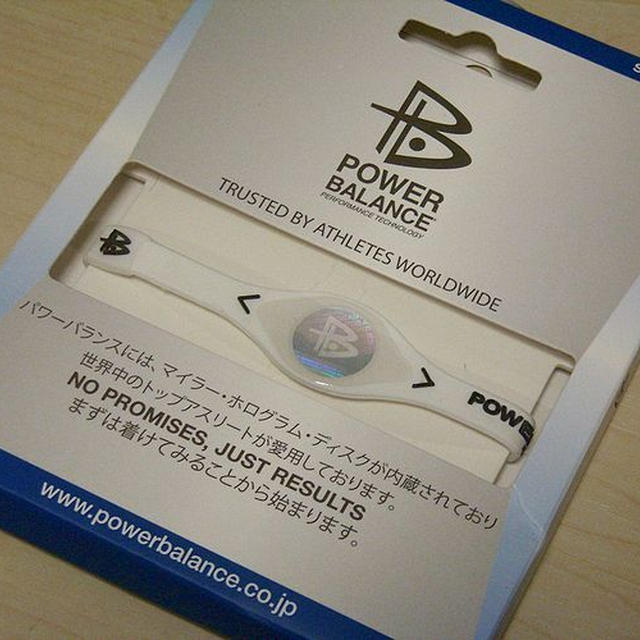 S
B
POWER
BALANCE
PERFORMANCE TECHNOLOGY
TRUSTED BY ATHLETES WORLDWIDE
B
B
POWE
パワーバランスには、マイラー・ホログラム・ディスクが内蔵されており
世界中のトップアスリートが愛用しております。
NO PROMISES, JUST RESULTS
まずは着けてみることから始まります。
www.powerbalance.co.jp